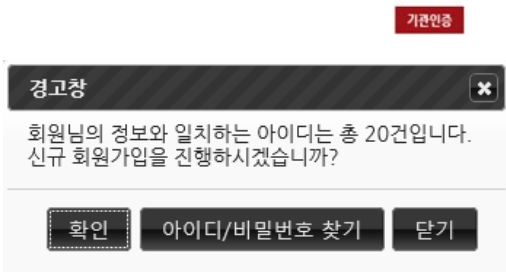 기관인증
경고창
회원님의 정보와 일치하는 아이디는 총 20건입니다.
신규 회원가입을 진행하시겠습니까?
확인 아이디/비밀번호 찾기 닫기